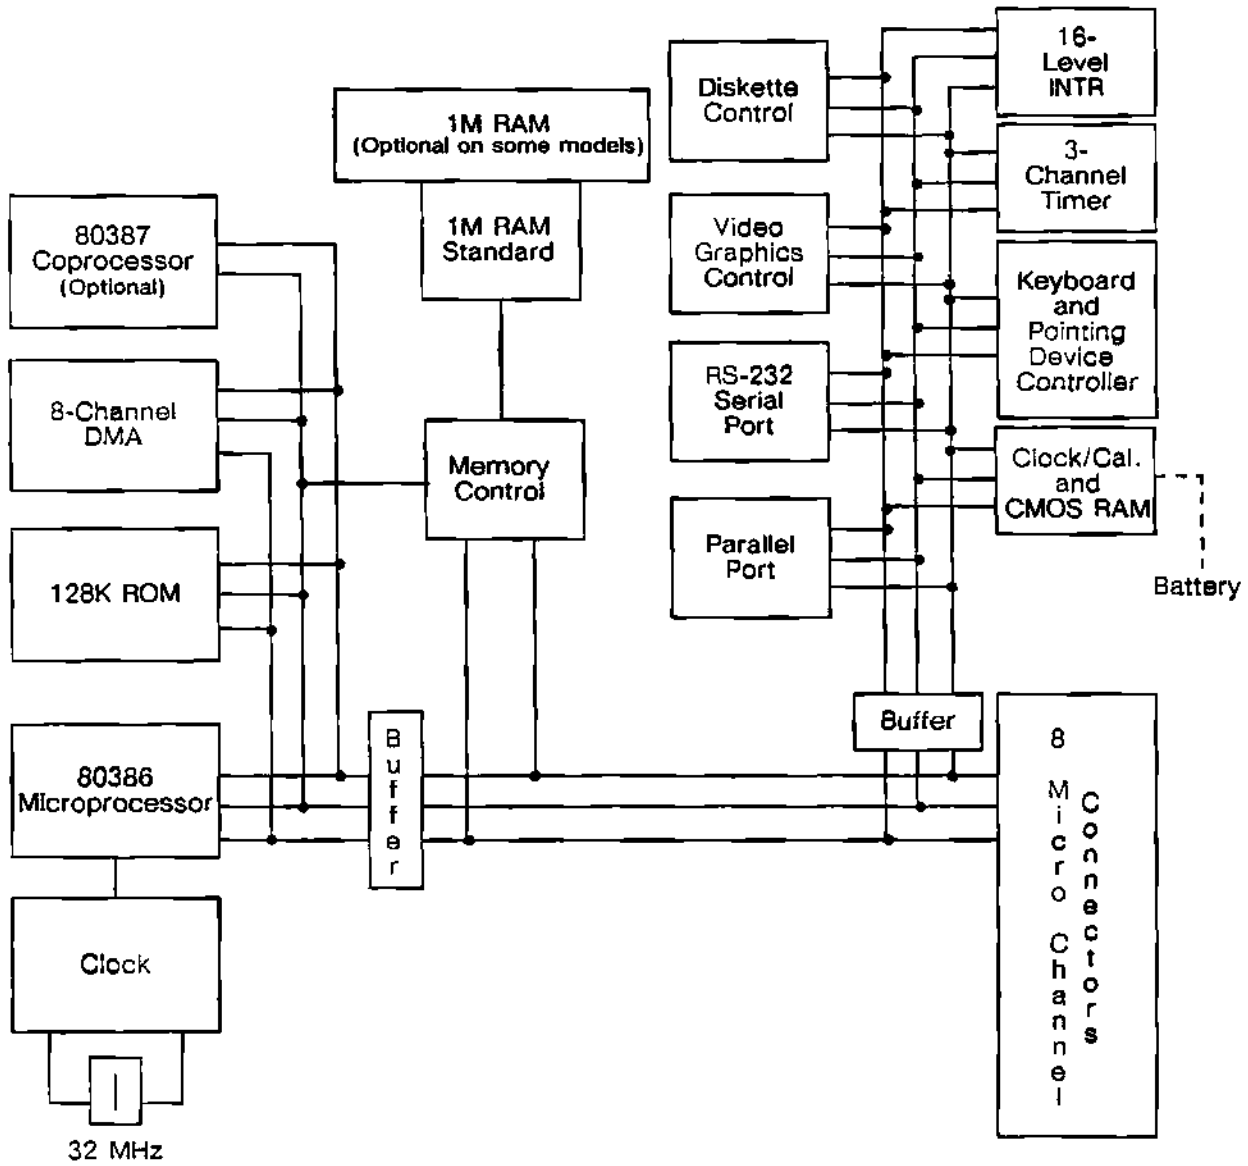 80387
Coprocessor
(Optional)
8-Channel
DMA
128K ROM
80386
Microprocessor
Clock
32 MHz
1M RAM
(Optional on some models)
1M RAM
Standard
Memory
Control
Buffer
Diskette
Control
Video
Graphics
Control
RS-232
Serial
Port
Parallel
Port
16-
Level
INTR
3-
Channel
Timer
Keyboard
and
Pointing
Device
Controller
Clock/Cal.
and
CMOS RAM
Battery
Buffer
8 Micro Channel
Connectors